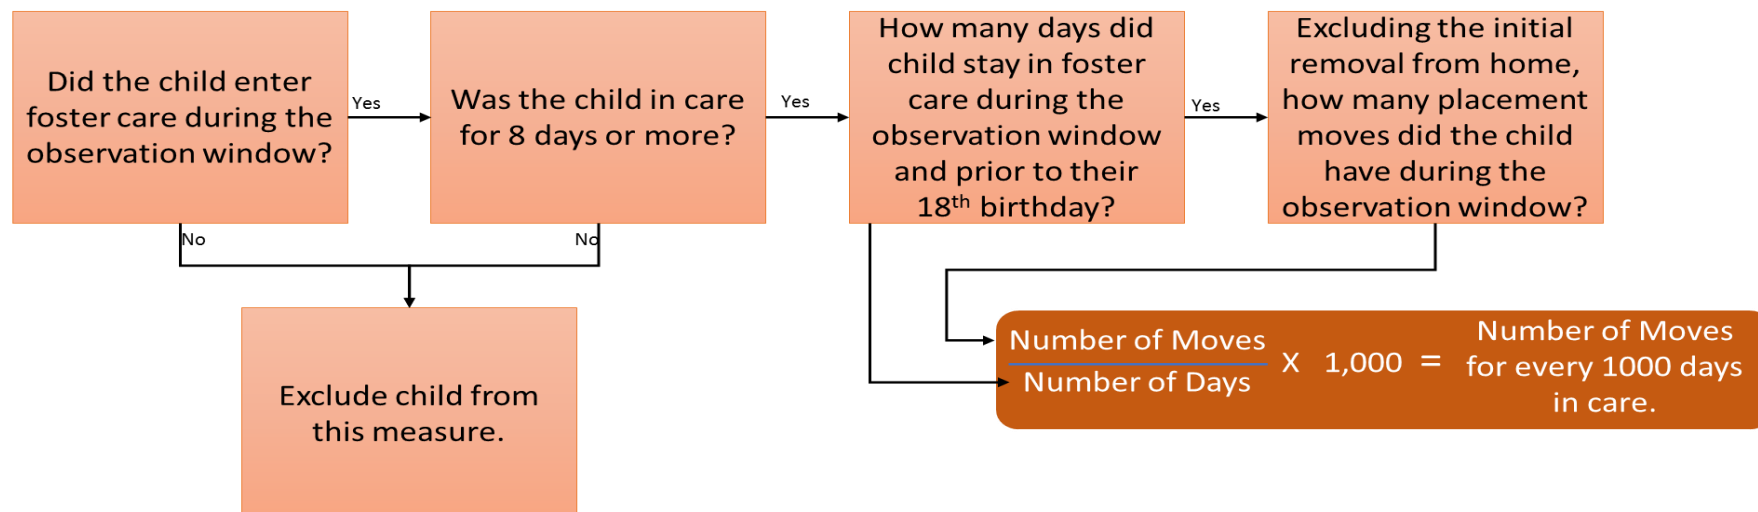 Did the child enter
foster care during the
observation window?
Yes
Was the child in care
for 8 days or more?
Yes
How many days did
child stay in foster
care during the
observation window
and prior to their
18th birthday?
Yes
Excluding the initial
removal from home,
how many placement
moves did the child
have during the
observation window?
No
No
Exclude child from
this measure.
Number of Moves
Number of Days
X 1,000 =
Number of Moves
for every 1000 days
in care.